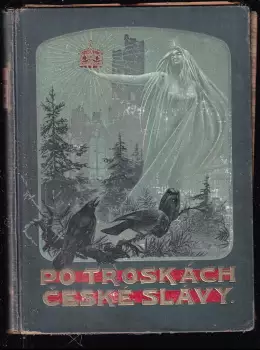 PO TROSKÁCH
ČESKÉ SLÁVY.